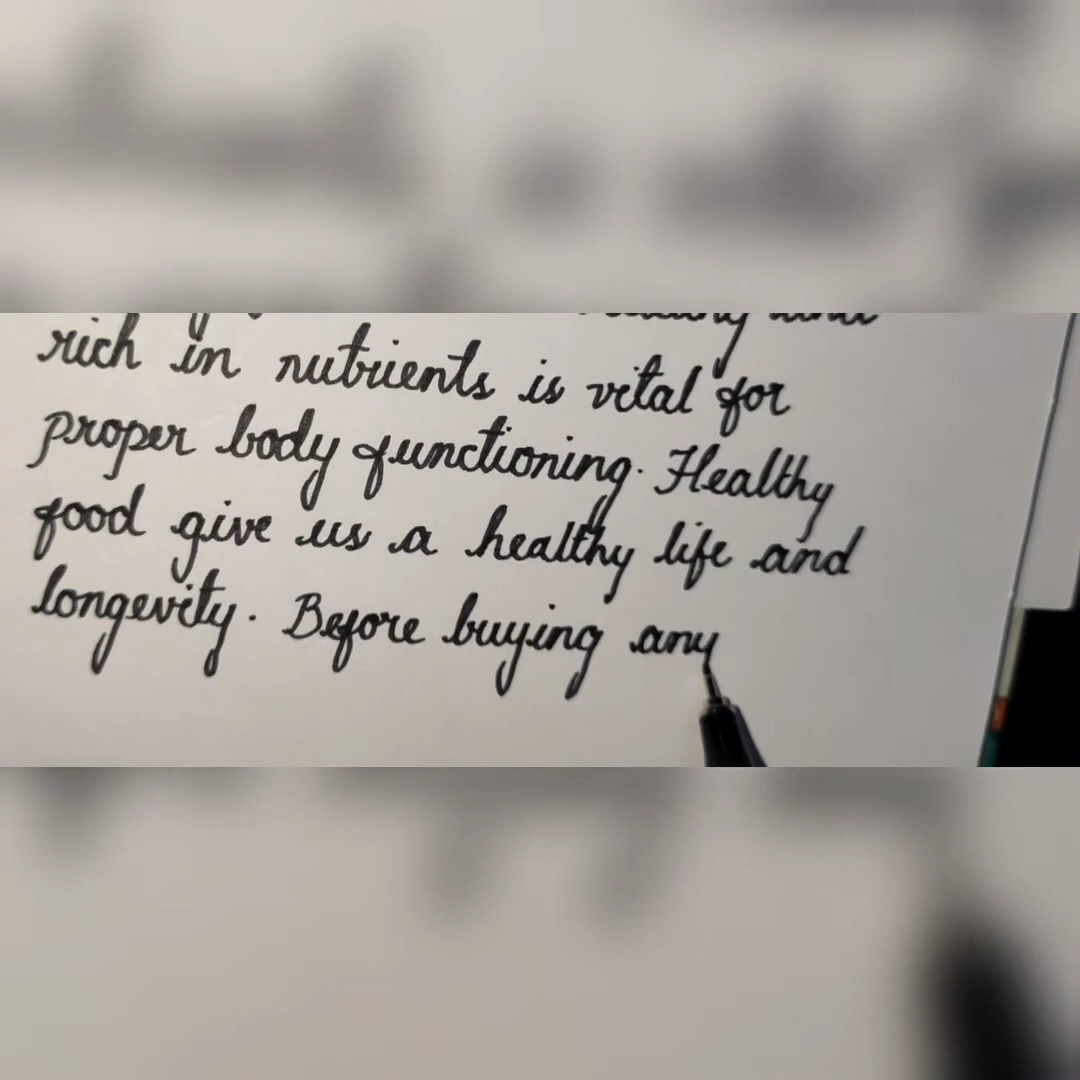 rich in nutrients is vital for
proper body functioning. Healthy
food give us a healthy life and
longevity. Before buying any